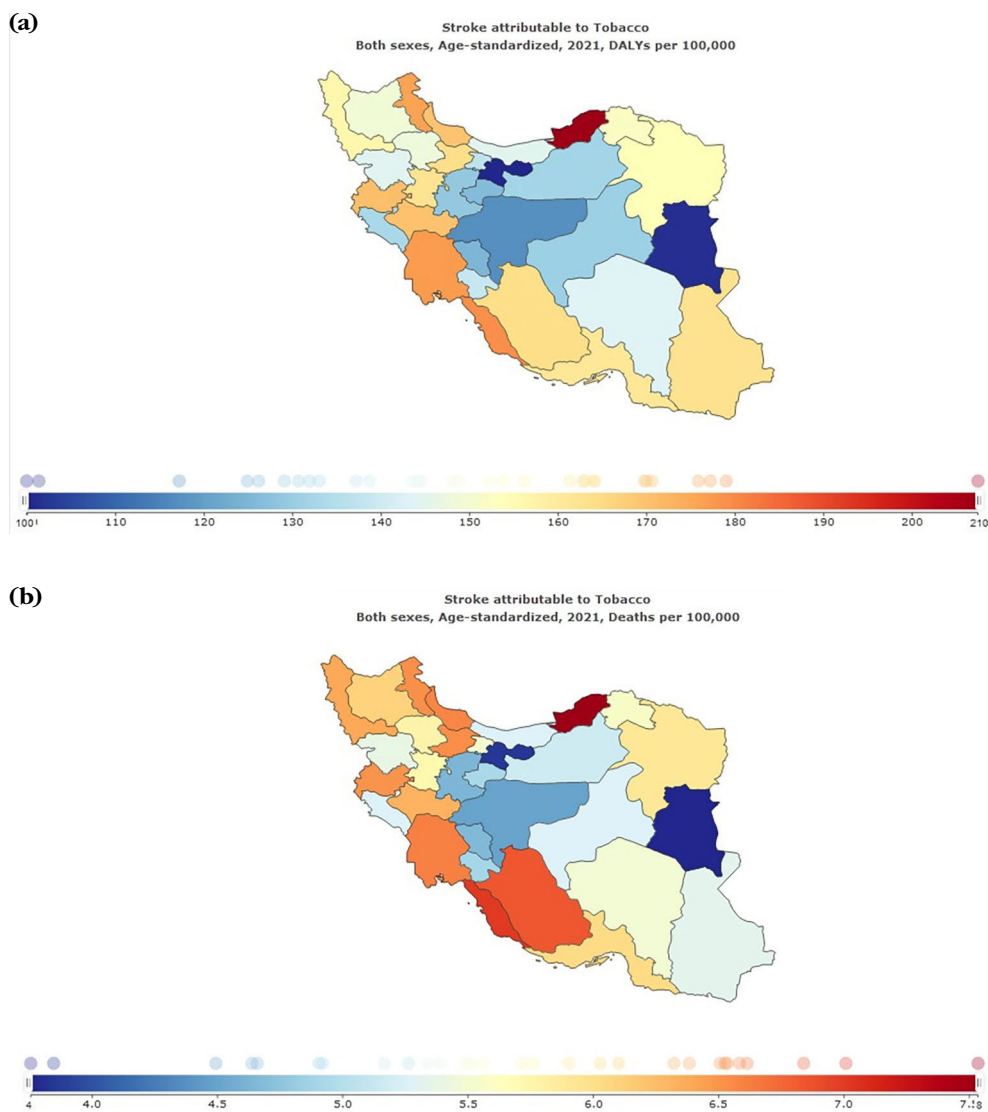 (a)
Stroke attributable to Tobacco
Both sexes, Age-standardized, 2021, DALYs per 100,000
110 120 130 140 150 160 170 180 190 200 210
(b)
Stroke attributable to Tobacco
Both sexes, Age-standardized, 2021, Deaths per 100,000
4 4.0 4.5 5.0 5.5 6.0 6.5 7.0